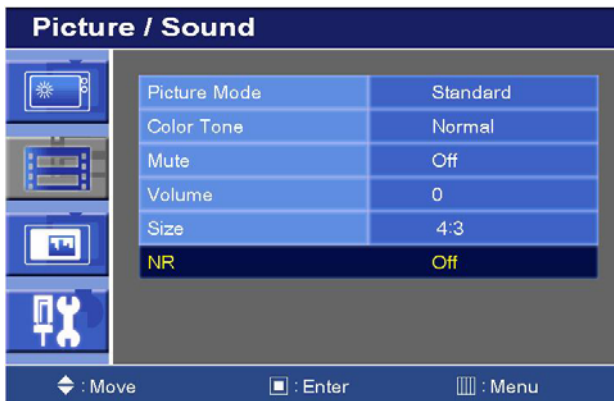 Picture / Sound
Picture Mode Standard
Color Tone Normal
Mute Off
Volume 0
Size 4:3
NR Off
: Move : Enter : Menu